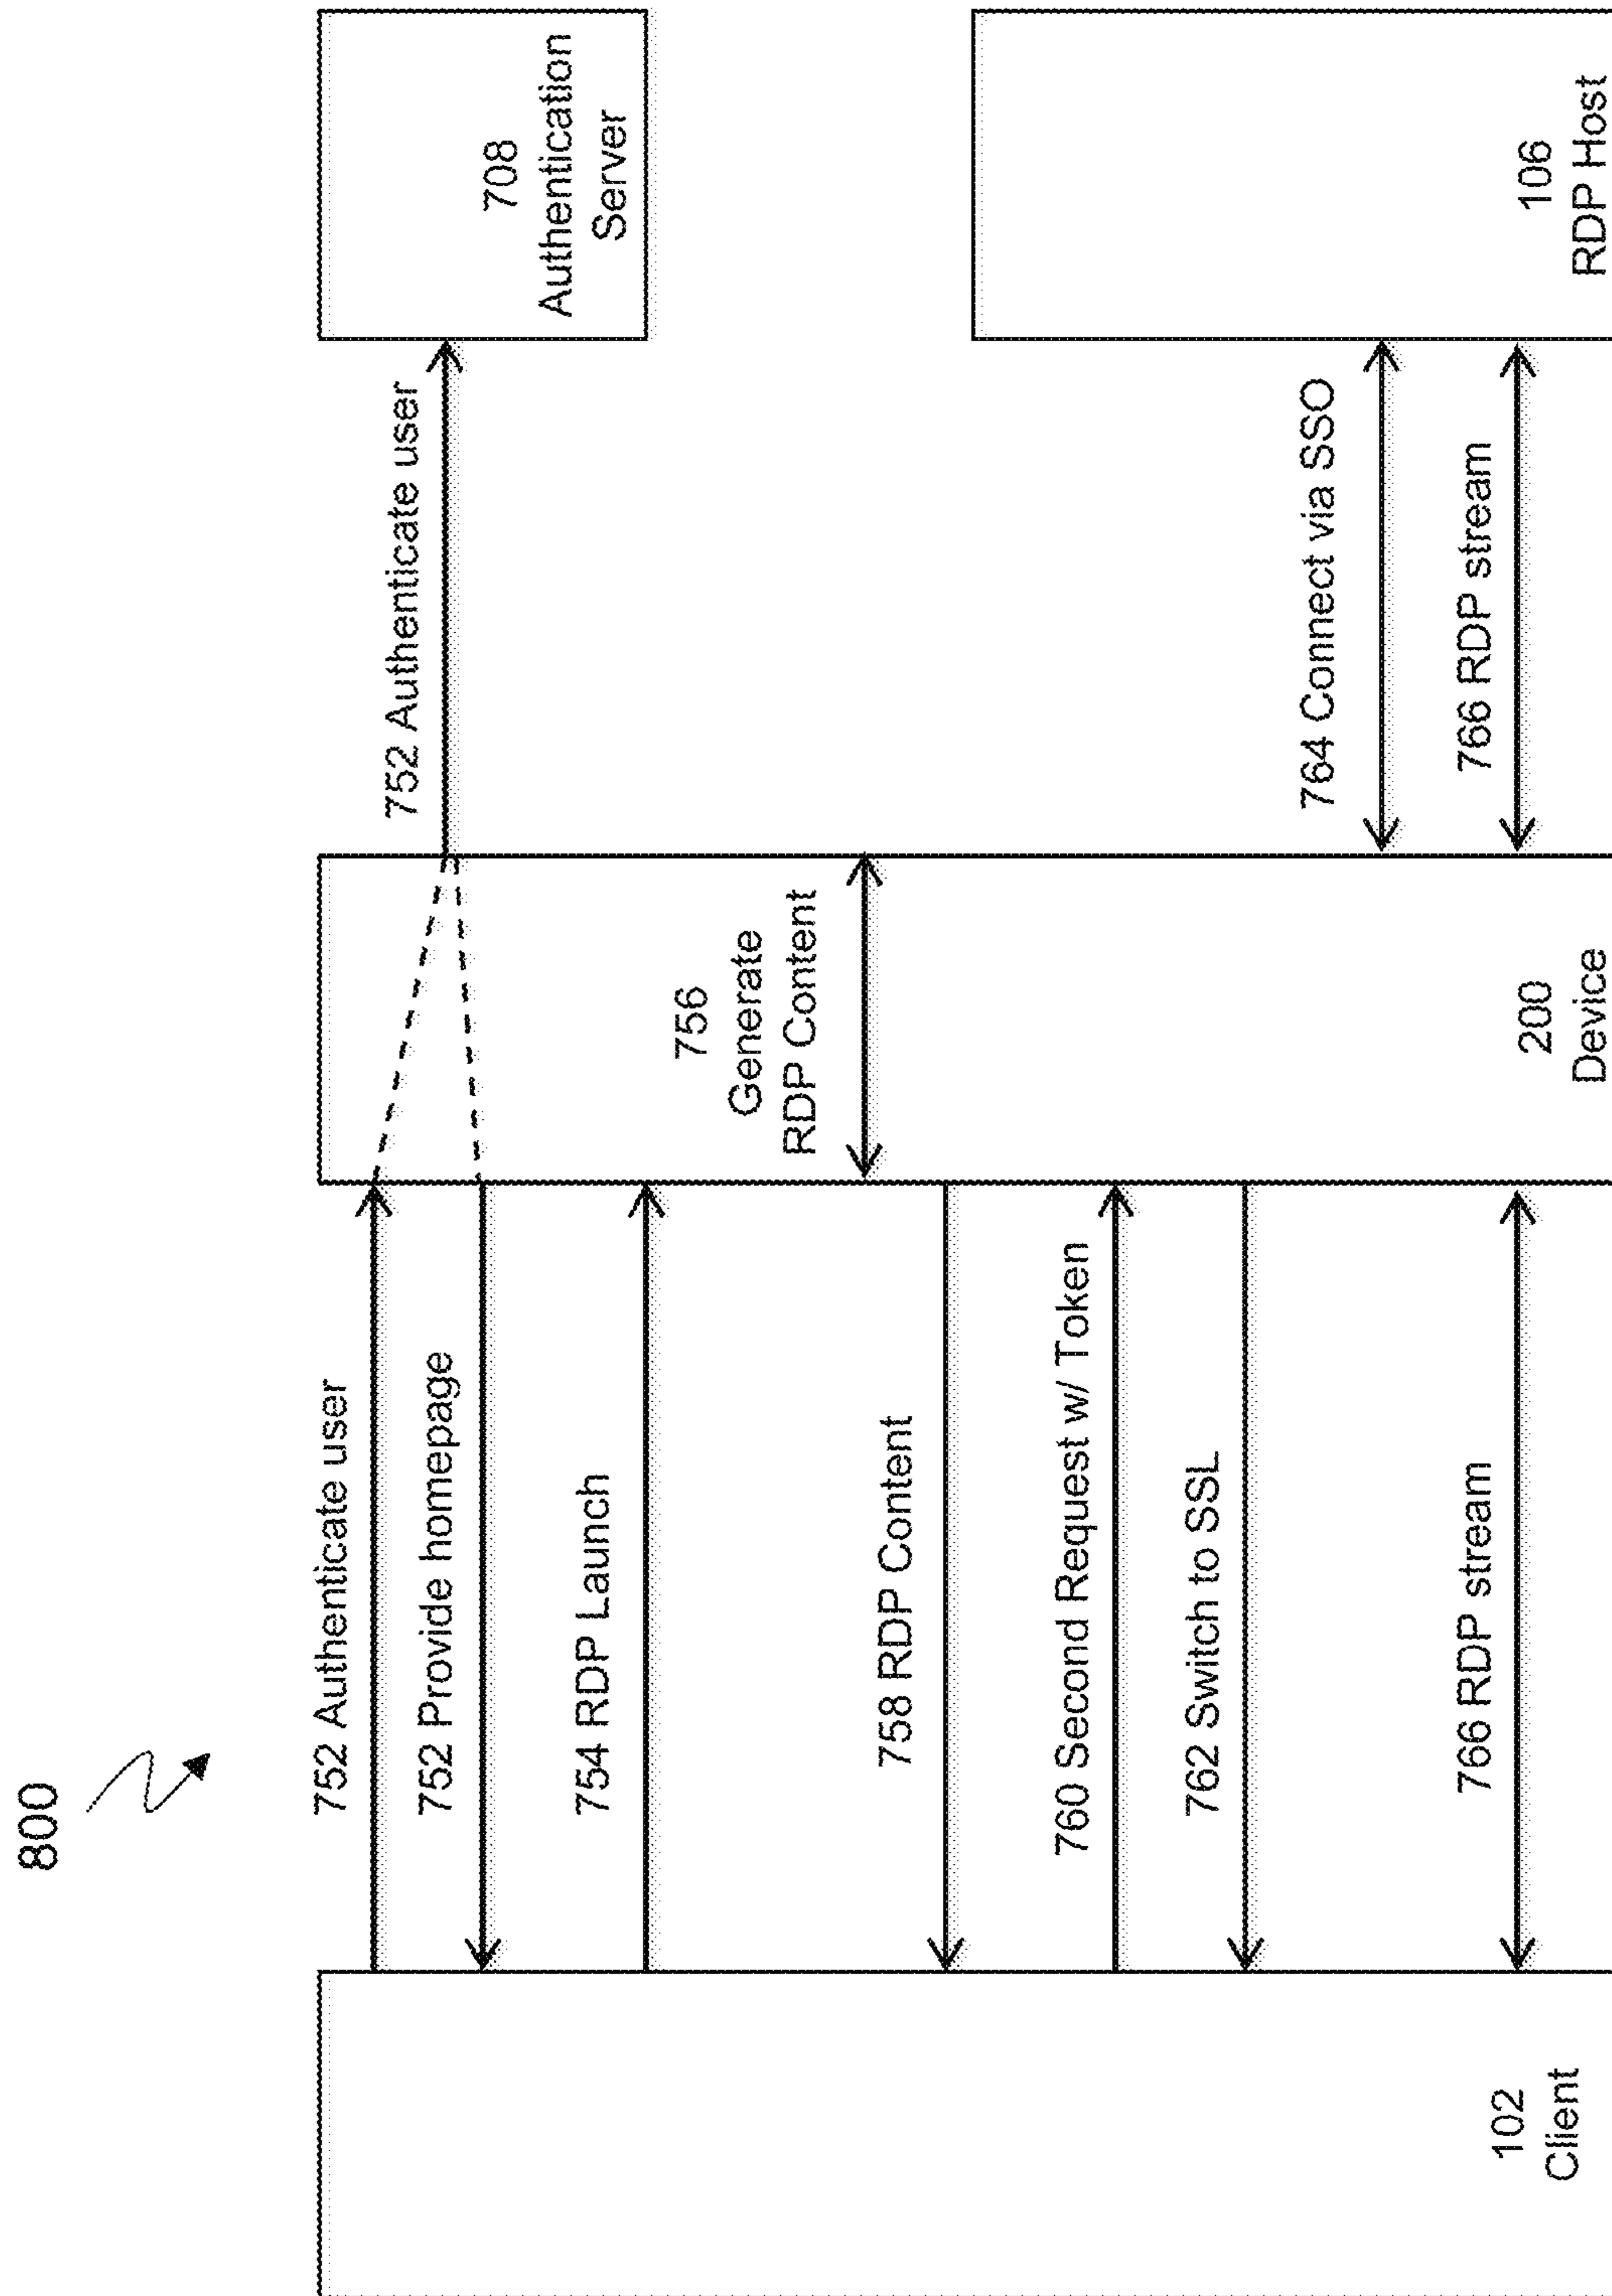 800
752 Authenticate user
752 Authenticate user
708
Authentication
Server
752 Provide homepage
754 RDP Launch
756
Generate
RDP Content
758 RDP Content
760 Second Request w/ Token
762 Switch to SSL
764 Connect via SSO
766 RDP stream
766 RDP stream
102
Client
200
Device
106
RDP Host